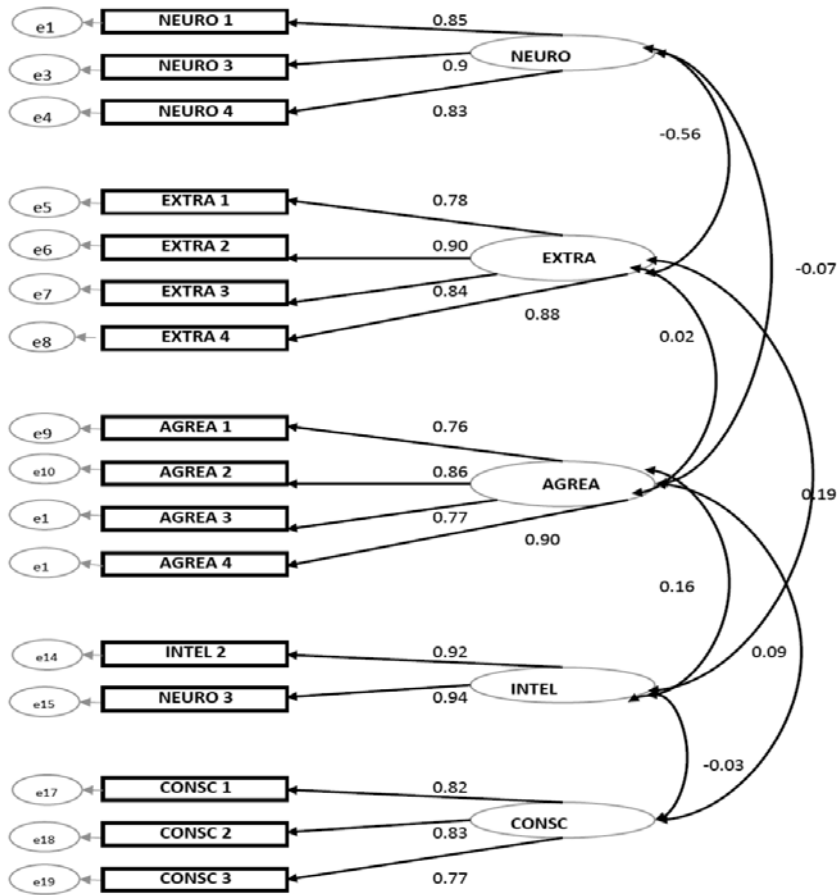 e1 NEURO 1 0.85
NEURO
e3 NEURO 3 0.9
e4 NEURO 4 0.83
-0.56
e5 EXTRA 1 0.78
e6 EXTRA 2 0.90
EXTRA
-0.07
e7 EXTRA 3 0.84
e8 EXTRA 4 0.88
0.02
e9 AGREA 1 0.76
e10 AGREA 2 0.86
AGREA
0.19
e1 AGREA 3 0.77
e1 AGREA 4 0.90
0.16
e14 INTEL 2 0.92
0.09
INTEL
e15 NEURO 3 0.94
-0.03
e17 CONSC 1 0.82
CONSC
e18 CONSC 2 0.83
e19 CONSC 3 0.77